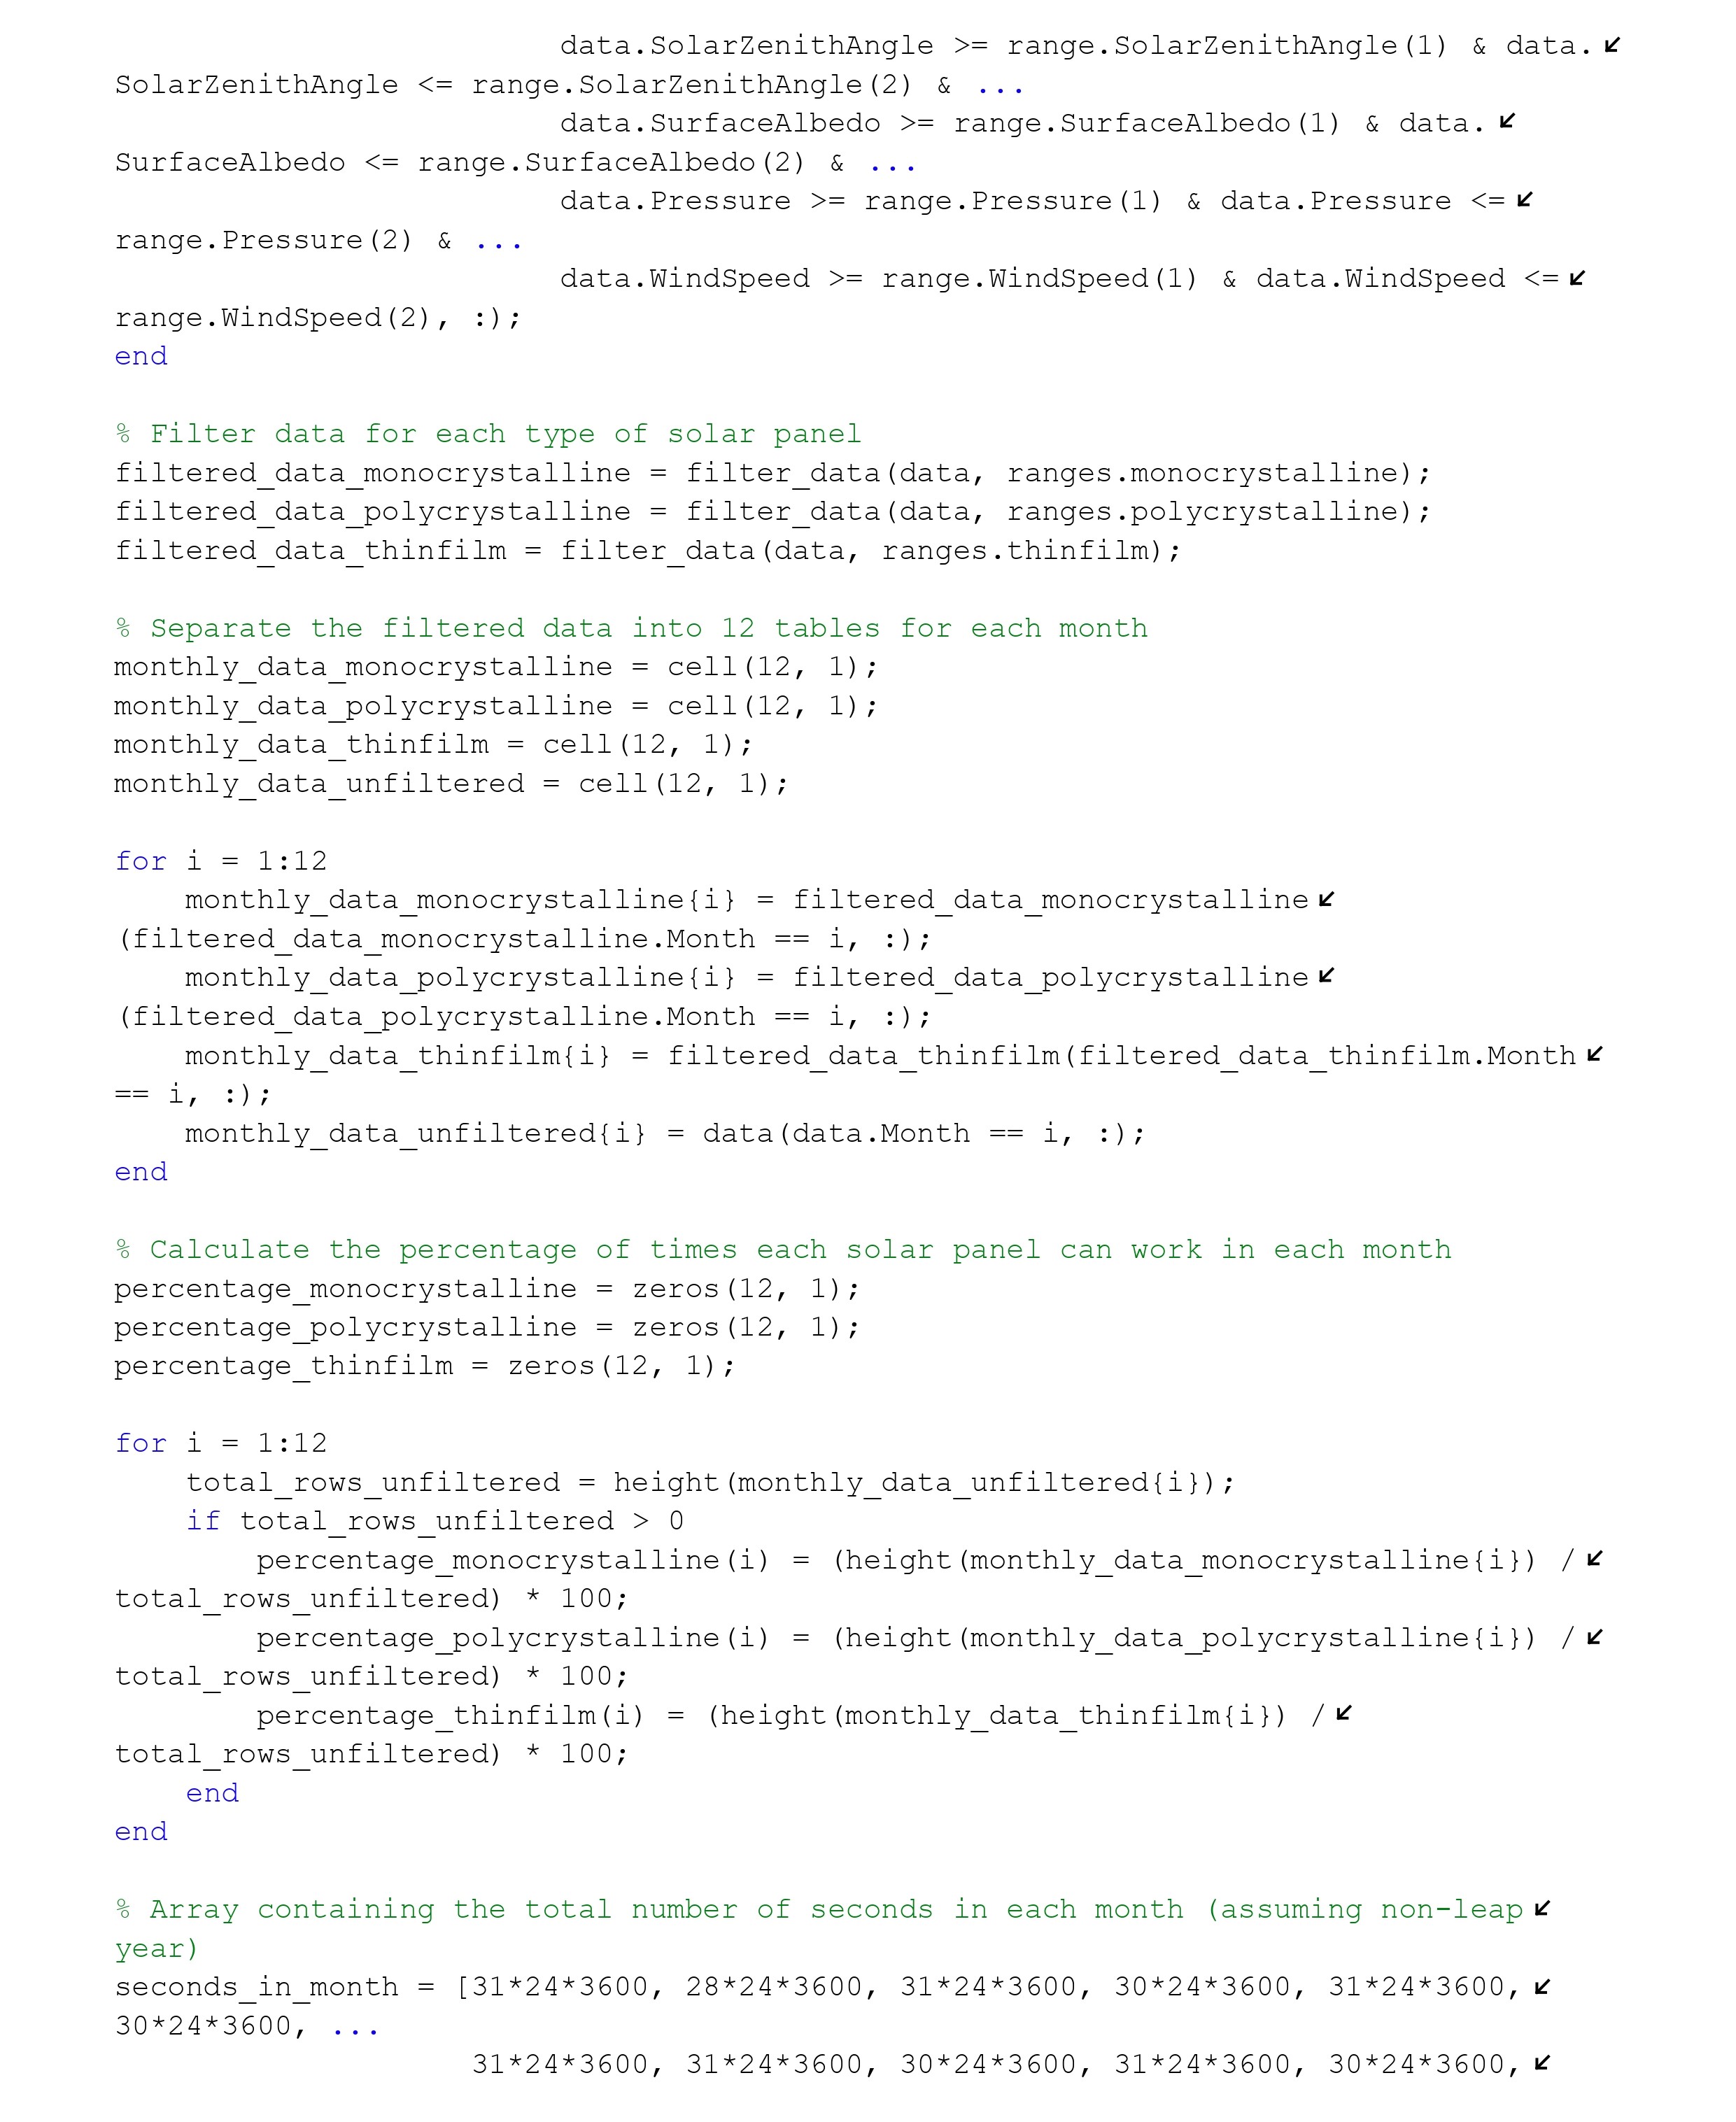 data.SolarZenithAngle >= range.SolarZenithAngle(1) & data.↙
SolarZenithAngle <= range.SolarZenithAngle(2) & ...
data.SurfaceAlbedo >= range.SurfaceAlbedo(1) & data.↙
SurfaceAlbedo <= range.SurfaceAlbedo(2) & ...
data.Pressure >= range.Pressure(1) & data.Pressure <=↙
range.Pressure(2) & ...
data.WindSpeed >= range.WindSpeed(1) & data.WindSpeed <=↙
range.WindSpeed(2), :);
end
% Filter data for each type of solar panel
filtered_data_monocrystalline = filter_data(data, ranges.monocrystalline);
filtered_data_polycrystalline = filter_data(data, ranges.polycrystalline);
filtered_data_thinfilm = filter_data(data, ranges.thinfilm);
% Separate the filtered data into 12 tables for each month
monthly_data_monocrystalline = cell(12, 1);
monthly_data_polycrystalline = cell(12, 1);
monthly_data_thinfilm = cell(12, 1);
monthly_data_unfiltered = cell(12, 1);
for i = 1:12
monthly_data_monocrystalline{i} = filtered_data_monocrystalline↙
(filtered_data_monocrystalline.Month == i, :);
monthly_data_polycrystalline{i} = filtered_data_polycrystalline↙
(filtered_data_polycrystalline.Month == i, :);
monthly_data_thinfilm{i} = filtered_data_thinfilm(filtered_data_thinfilm.Month↙
== i, :);
monthly_data_unfiltered{i} = data(data.Month == i, :);
end
% Calculate the percentage of times each solar panel can work in each month
percentage_monocrystalline = zeros(12, 1);
percentage_polycrystalline = zeros(12, 1);
percentage_thinfilm = zeros(12, 1);
for i = 1:12
total_rows_unfiltered = height(monthly_data_unfiltered{i});
if total_rows_unfiltered > 0
percentage_monocrystalline(i) = (height(monthly_data_monocrystalline{i}) /↙
total_rows_unfiltered) * 100;
percentage_polycrystalline(i) = (height(monthly_data_polycrystalline{i}) /↙
total_rows_unfiltered) * 100;
percentage_thinfilm(i) = (height(monthly_data_thinfilm{i}) /↙
total_rows_unfiltered) * 100;
end
end
% Array containing the total number of seconds in each month (assuming non-leap↙
year)
seconds_in_month = [31*24*3600, 28*24*3600, 31*24*3600, 30*24*3600, 31*24*3600,↙
30*24*3600, ...
31*24*3600, 31*24*3600, 30*24*3600, 31*24*3600, 30*24*3600,↙